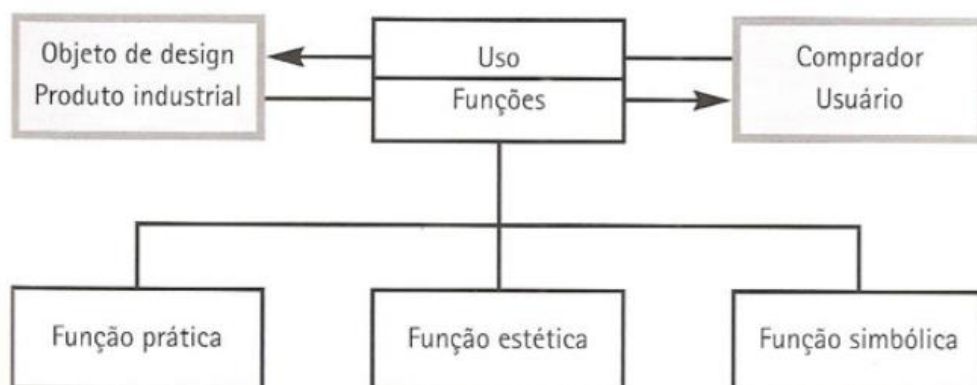 Objeto de design
Produto industrial
Uso
Funções
Comprador
Usuário
Função prática
Função estética
Função simbólica